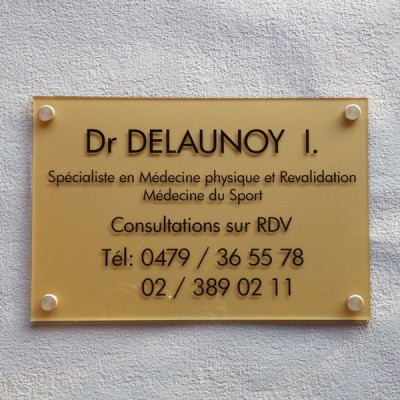 Dr DELAUNOY I.
Spécialiste en Médecine physique et Revalidation
Médecine du Sport
Consultations sur RDV
Tél: 0479 / 36 55 78
02 / 389 02 11